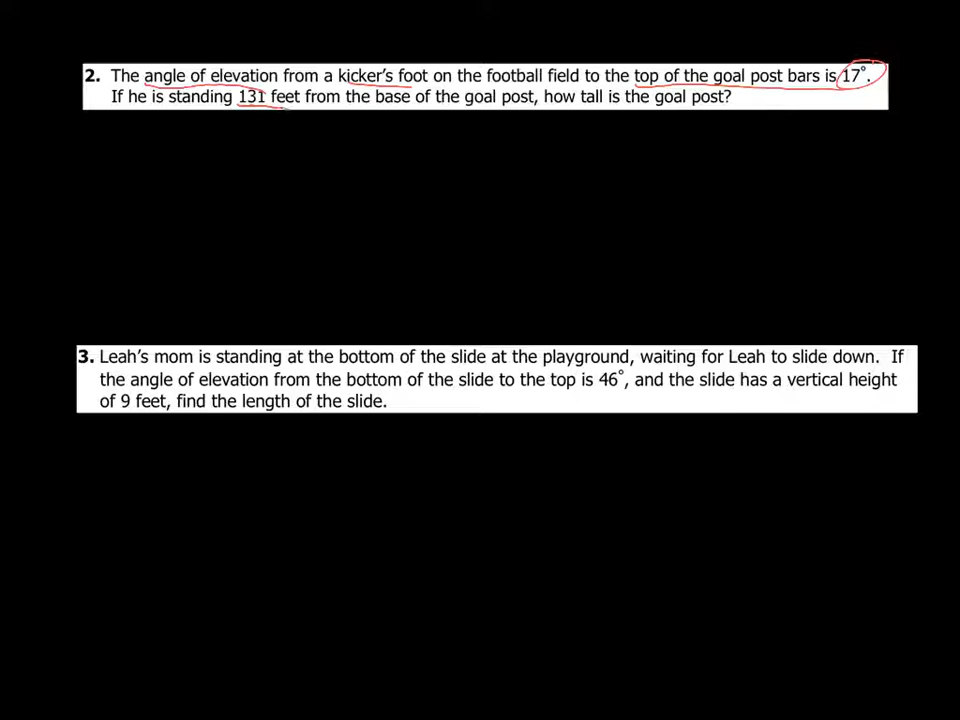 2. The angle of elevation from a kicker's foot on the football field to the top of the goal post bars is 17°.
If he is standing 131 feet from the base of the goal post, how tall is the goal post?
3. Leah's mom is standing at the bottom of the slide at the playground, waiting for Leah to slide down. If
the angle of elevation from the bottom of the slide to the top is 46°, and the slide has a vertical height
of 9 feet, find the length of the slide.